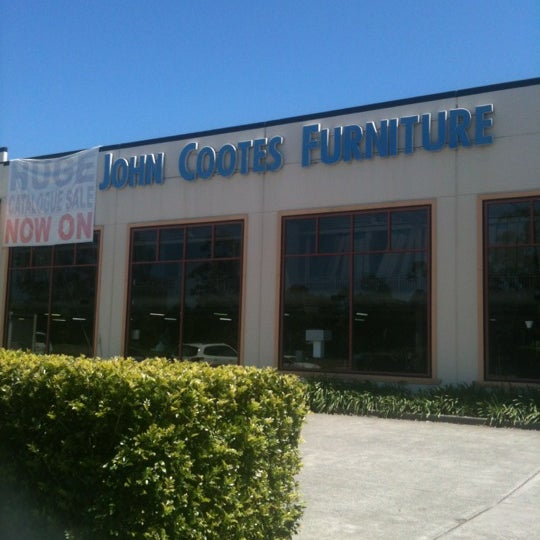 JOHN COOTES FURNITURE
HUGE
CATALOGUE SALE
NOW ON